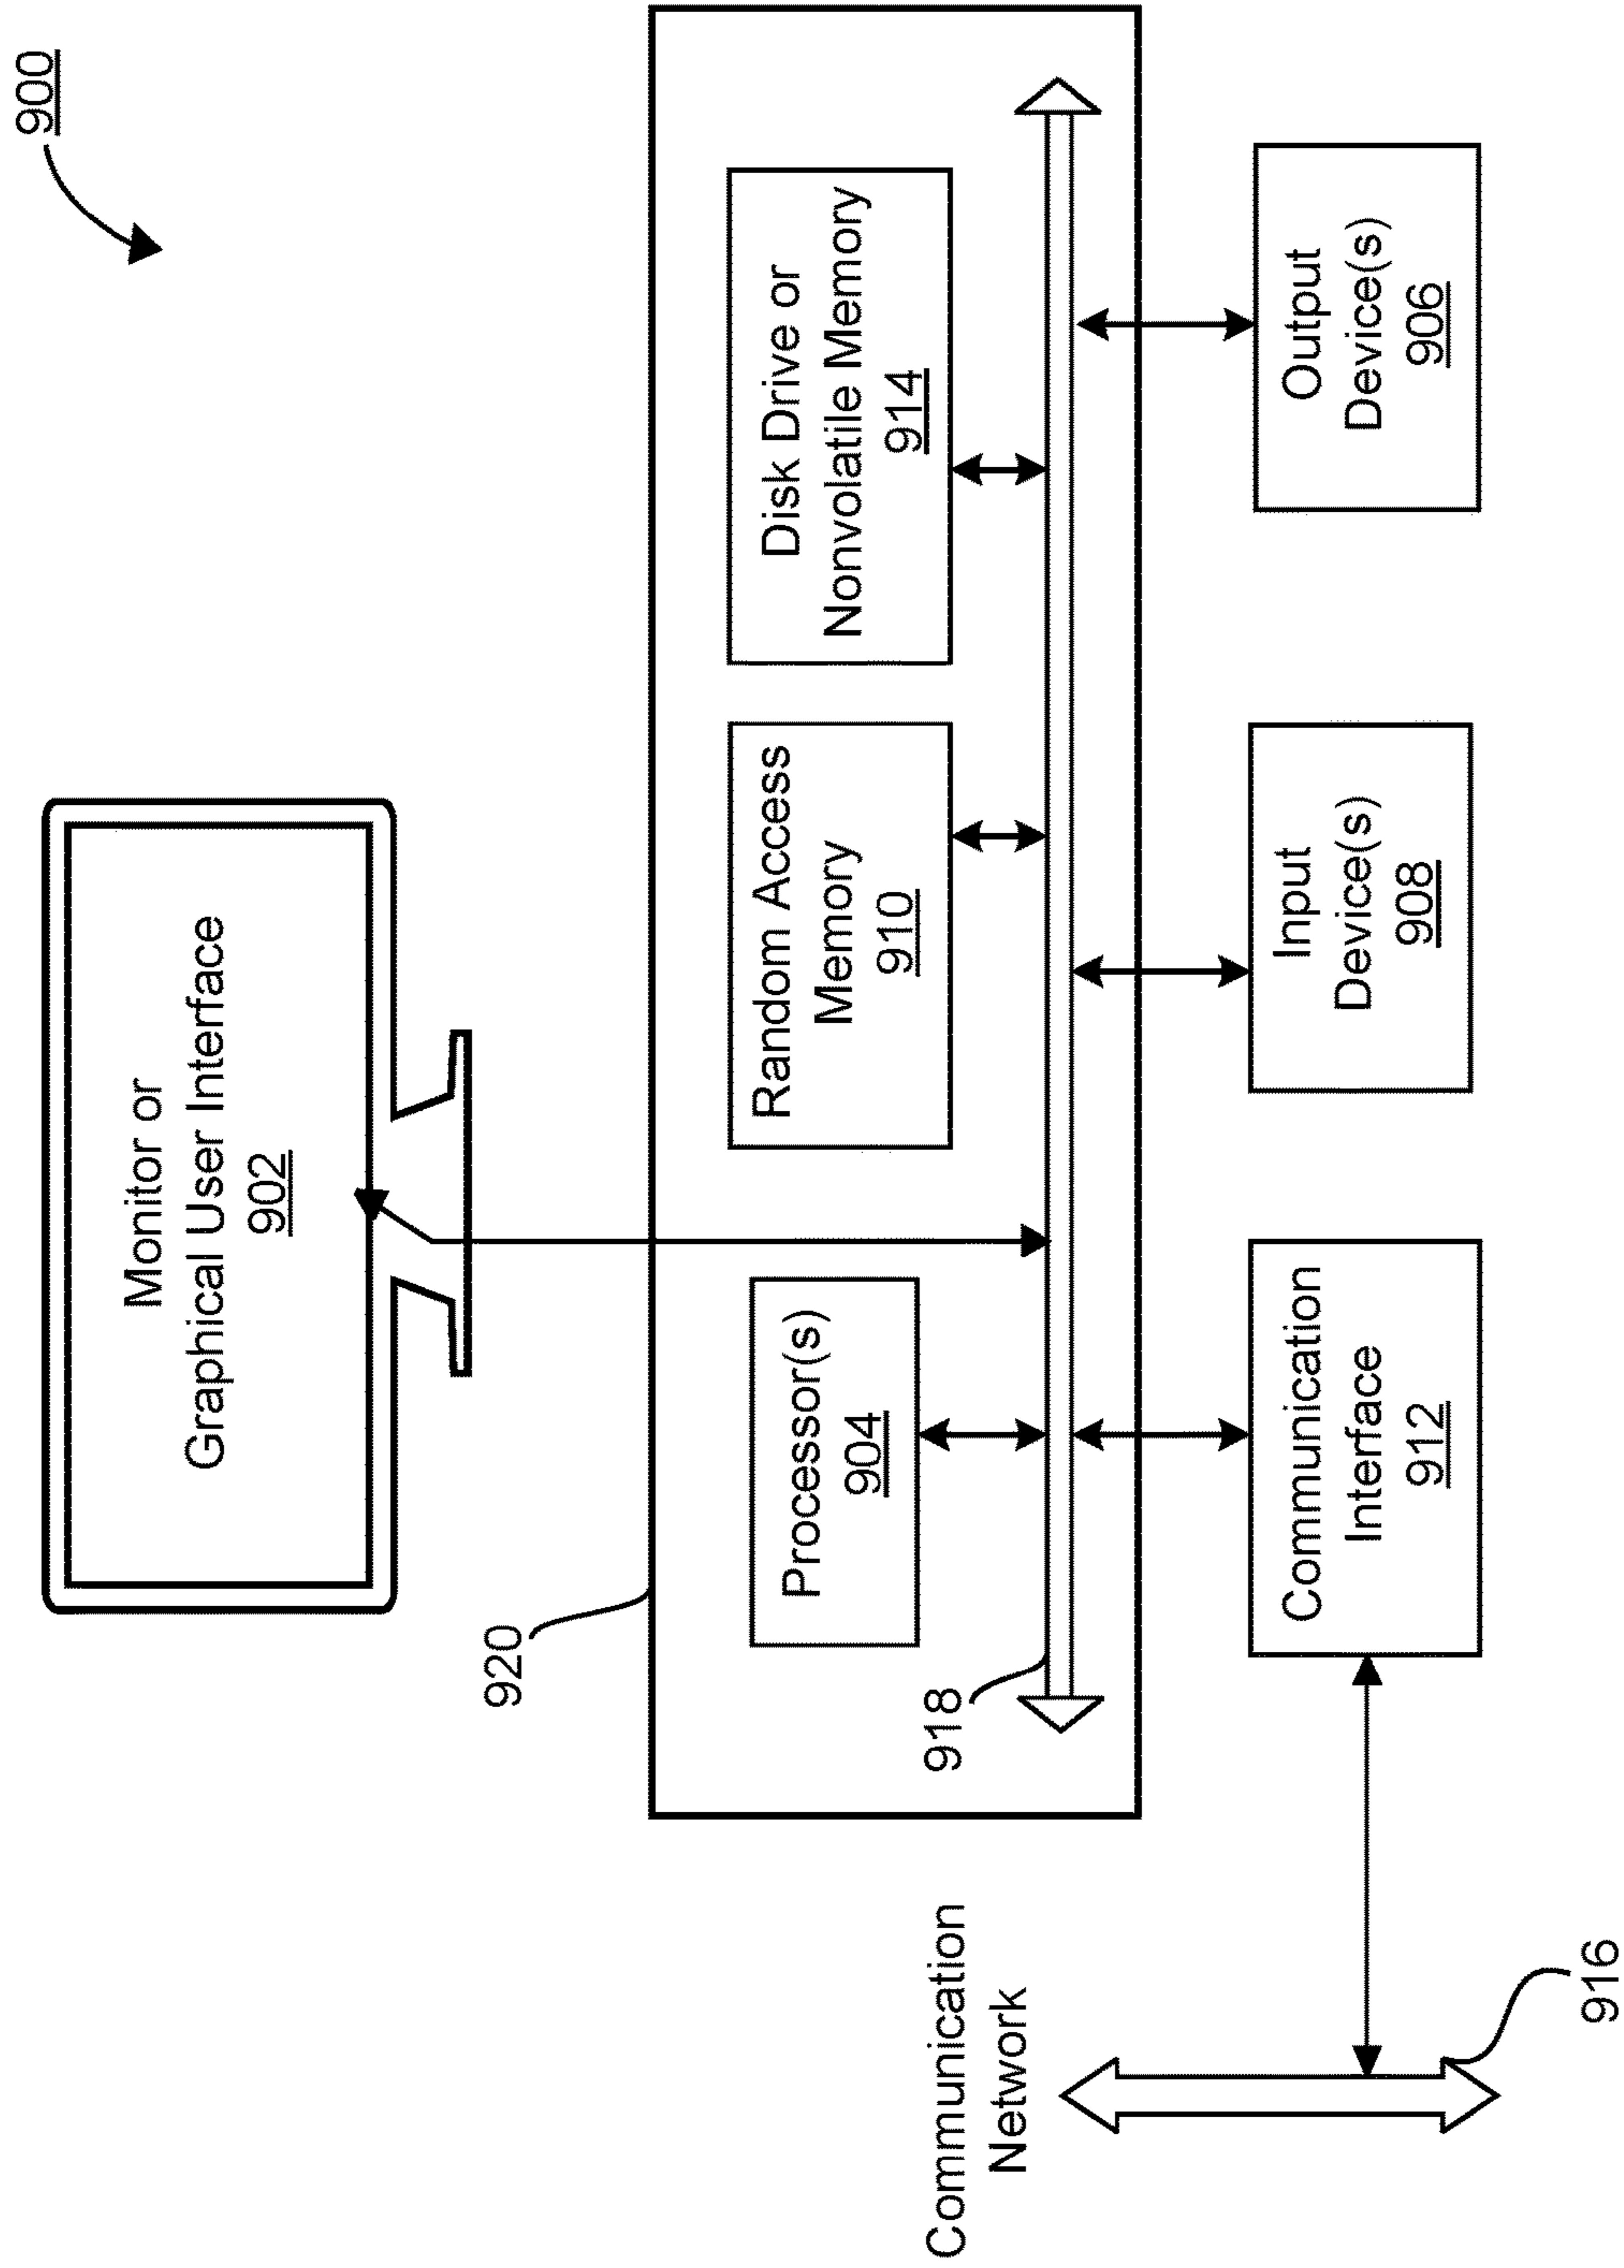 900
Monitor or
Graphical User Interface
902
920
Processor(s)
904
Random Access
Memory
910
Disk Drive or
Nonvolatile Memory
914
918
Communication
Network
Communication
Interface
912
Input
Device(s)
908
Output
Device(s)
906
916